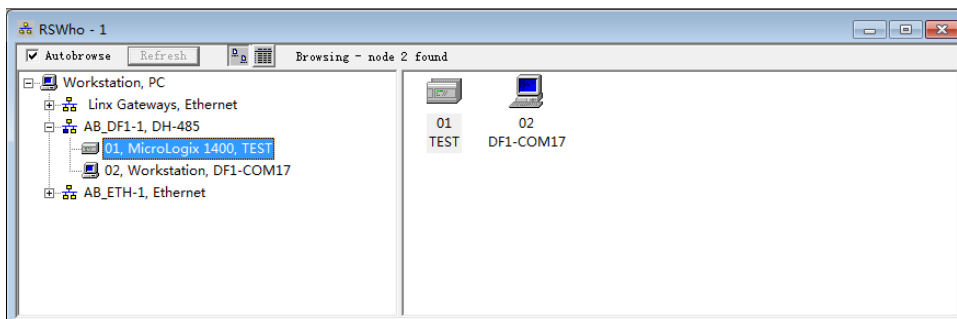 RSWho - 1
Autobrowse Refresh Browsing - node 2 found
Workstation, PC
Linx Gateways, Ethernet
AB_DF1-1, DH-485
01, MicroLogix 1400, TEST
02, Workstation, DF1-COM17
AB_ETH-1, Ethernet
01 02
TEST DF1-COM17